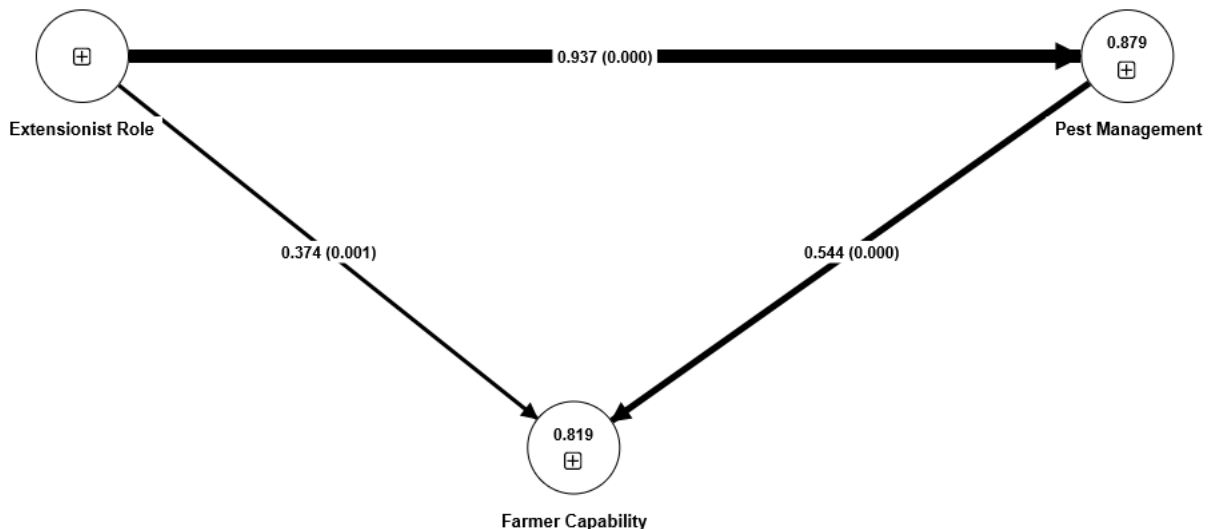 0.879
0.937 (0.000)
Extensionist Role
Pest Management
0.374 (0.001)
0.544 (0.000)
0.819
Farmer Capability